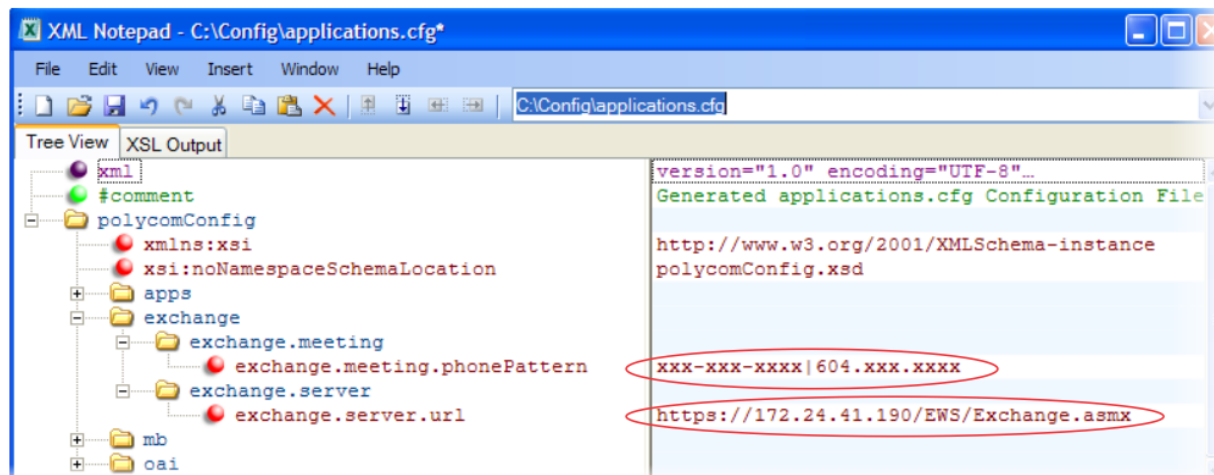 XML Notepad - C:\Config\applications.cfg*
File Edit View Insert Window Help
C:\Config\applications.cfg
Tree View XSL Output
xml version="1.0" encoding="UTF-8"…
#comment Generated applications.cfg Configuration File
polycomConfig
xmlns:xsi http://www.w3.org/2001/XMLSchema-instance
xsi:noNamespaceSchemaLocation polycomConfig.xsd
apps
exchange
exchange.meeting
exchange.meeting.phonePattern xxx-xxx-xxxx|604.xxx.xxxx
exchange.server
exchange.server.url https://172.24.41.190/EWS/Exchange.asmx
mb
oai